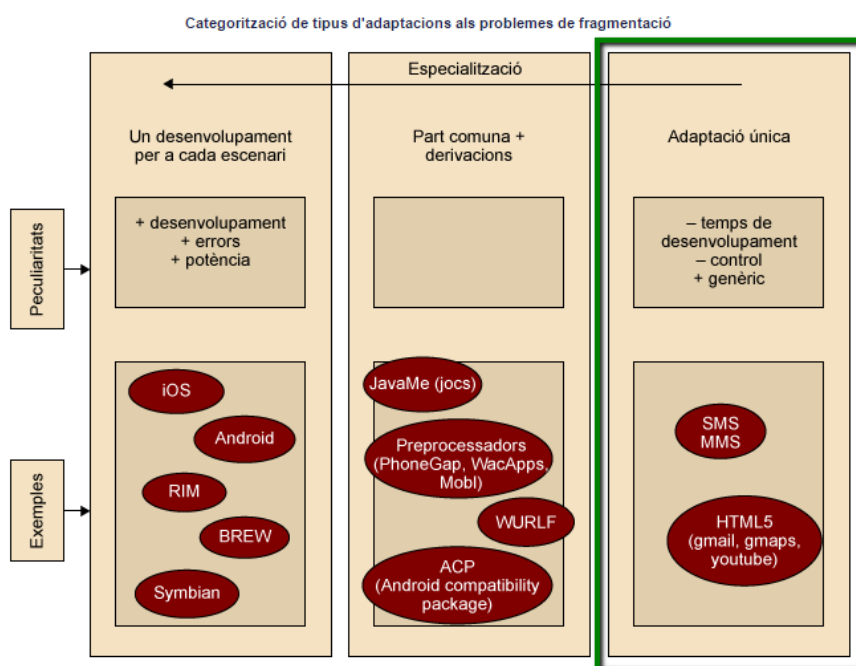 Categorització de tipus d'adaptacions als problemes de fragmentació
Especialització
Un desenvolupament
per a cada escenari
Part comuna +
derivacions
Adaptació única
Peculiaritats
+ desenvolupament
+ errors
+ potència
– temps de
desenvolupament
– control
+ genèric
Exemples
iOS
Android
RIM
BREW
Symbian
JavaMe (jocs)
Preprocessadors
(PhoneGap, WacApps,
Mobl)
WURLF
ACP
(Android compatibility
package)
SMS
MMS
HTML5
(gmail, gmaps,
youtube)